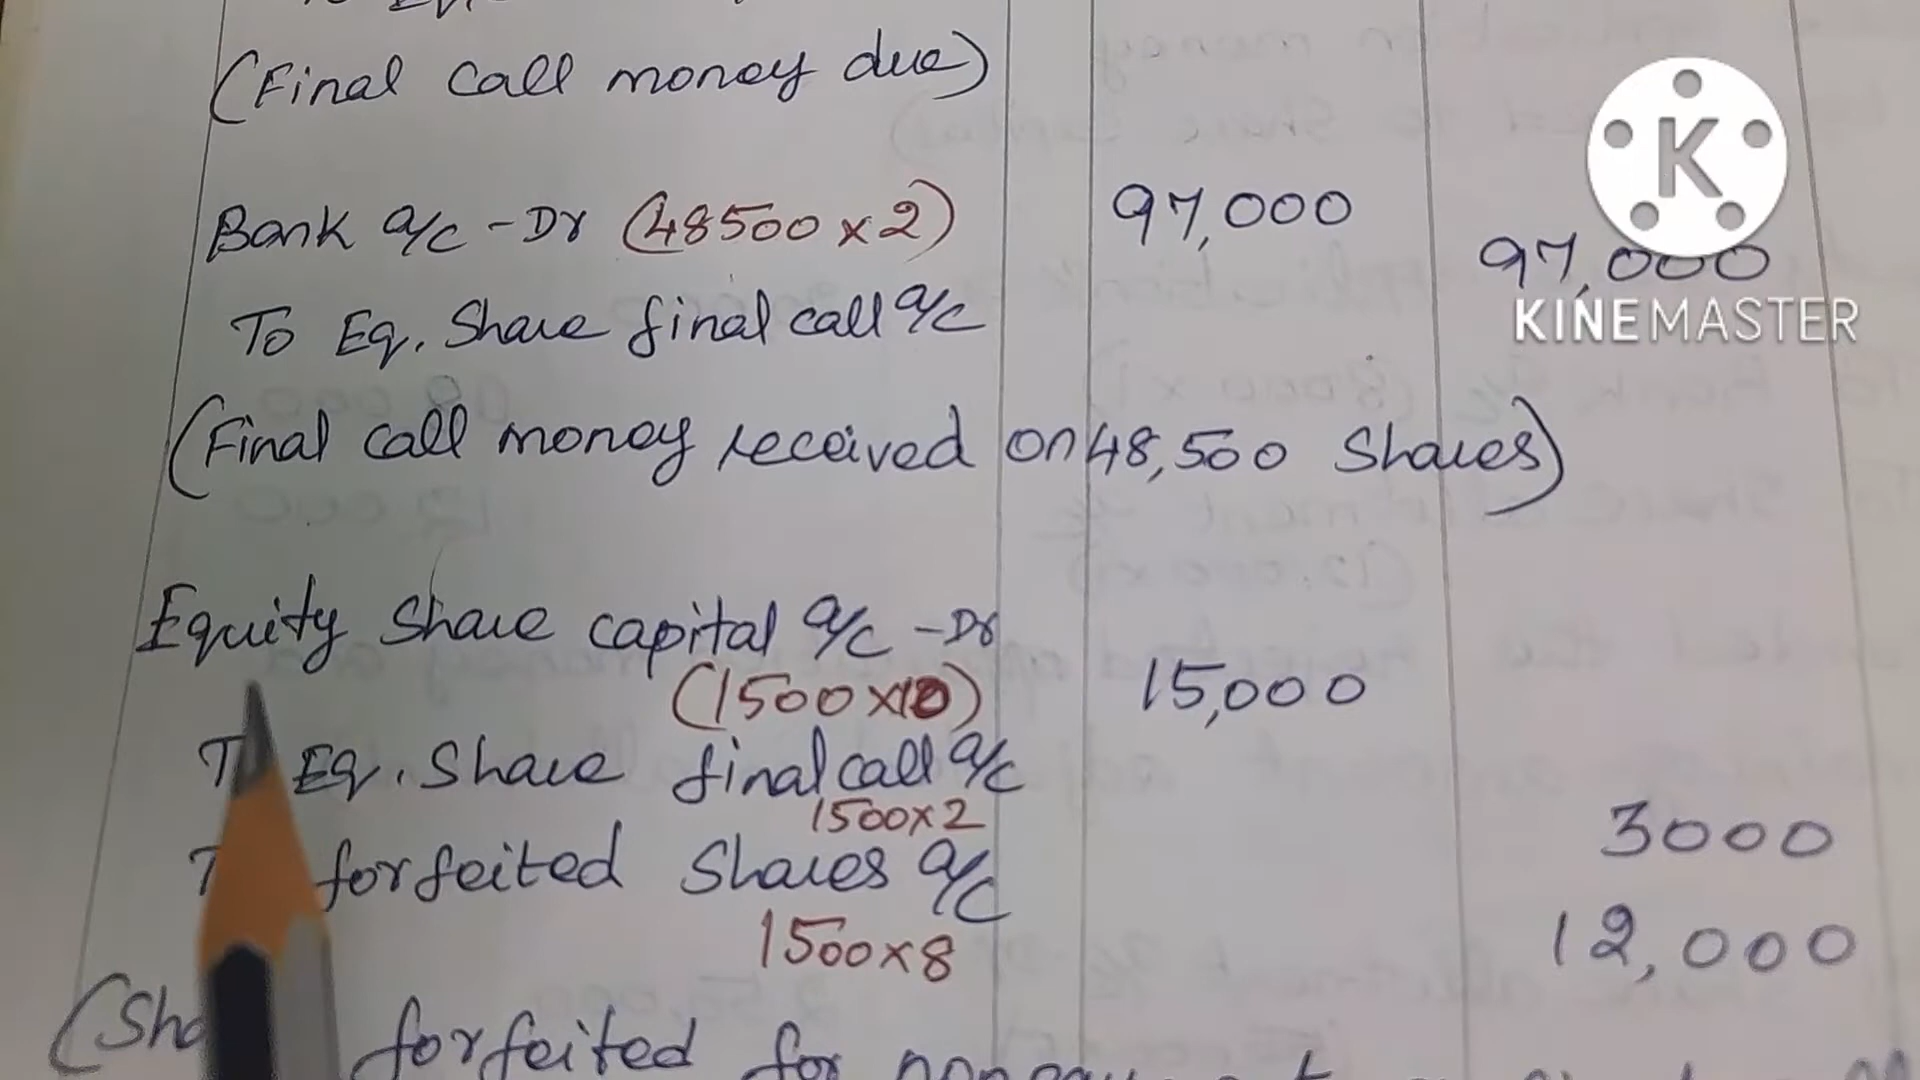 (Final call money due)
Bank a/c - Dr (48500 × 2) 97,000
97,000
To Eq. Share final call a/c
(Final call money received on 48,500 Shares)
Equity Share capital a/c - Dr
(1500×10) 15,000
Eq. Share final call a/c
1500×2 3000
forfeited Shares a/c
1500×8 12,000
forfeited for
K
KINEMASTER